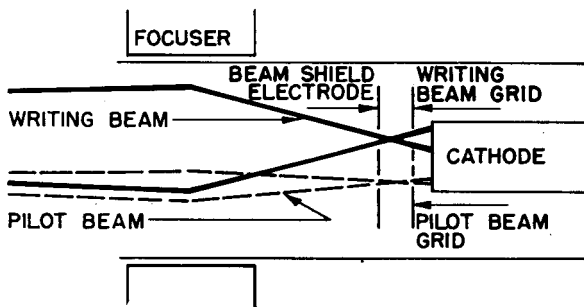 FOCUSER
BEAM SHIELD
ELECTRODE
WRITING
BEAM GRID
WRITING BEAM
CATHODE
PILOT BEAM
PILOT BEAM
GRID